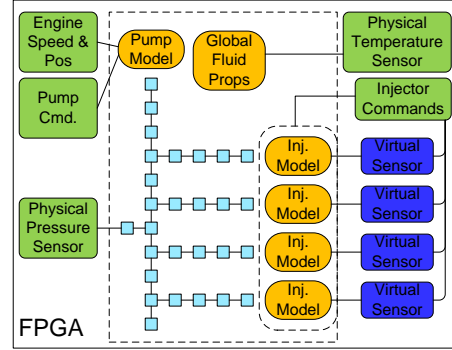 Engine
Speed &
Pos
Pump Model
Global
Fluid
Props
Physical
Temperature
Sensor
Pump
Cmd.
Injector
Commands
Inj.
Model
Virtual
Sensor
Inj.
Model
Virtual
Sensor
Physical
Pressure
Sensor
Inj.
Model
Virtual
Sensor
Inj.
Model
Virtual
Sensor
FPGA